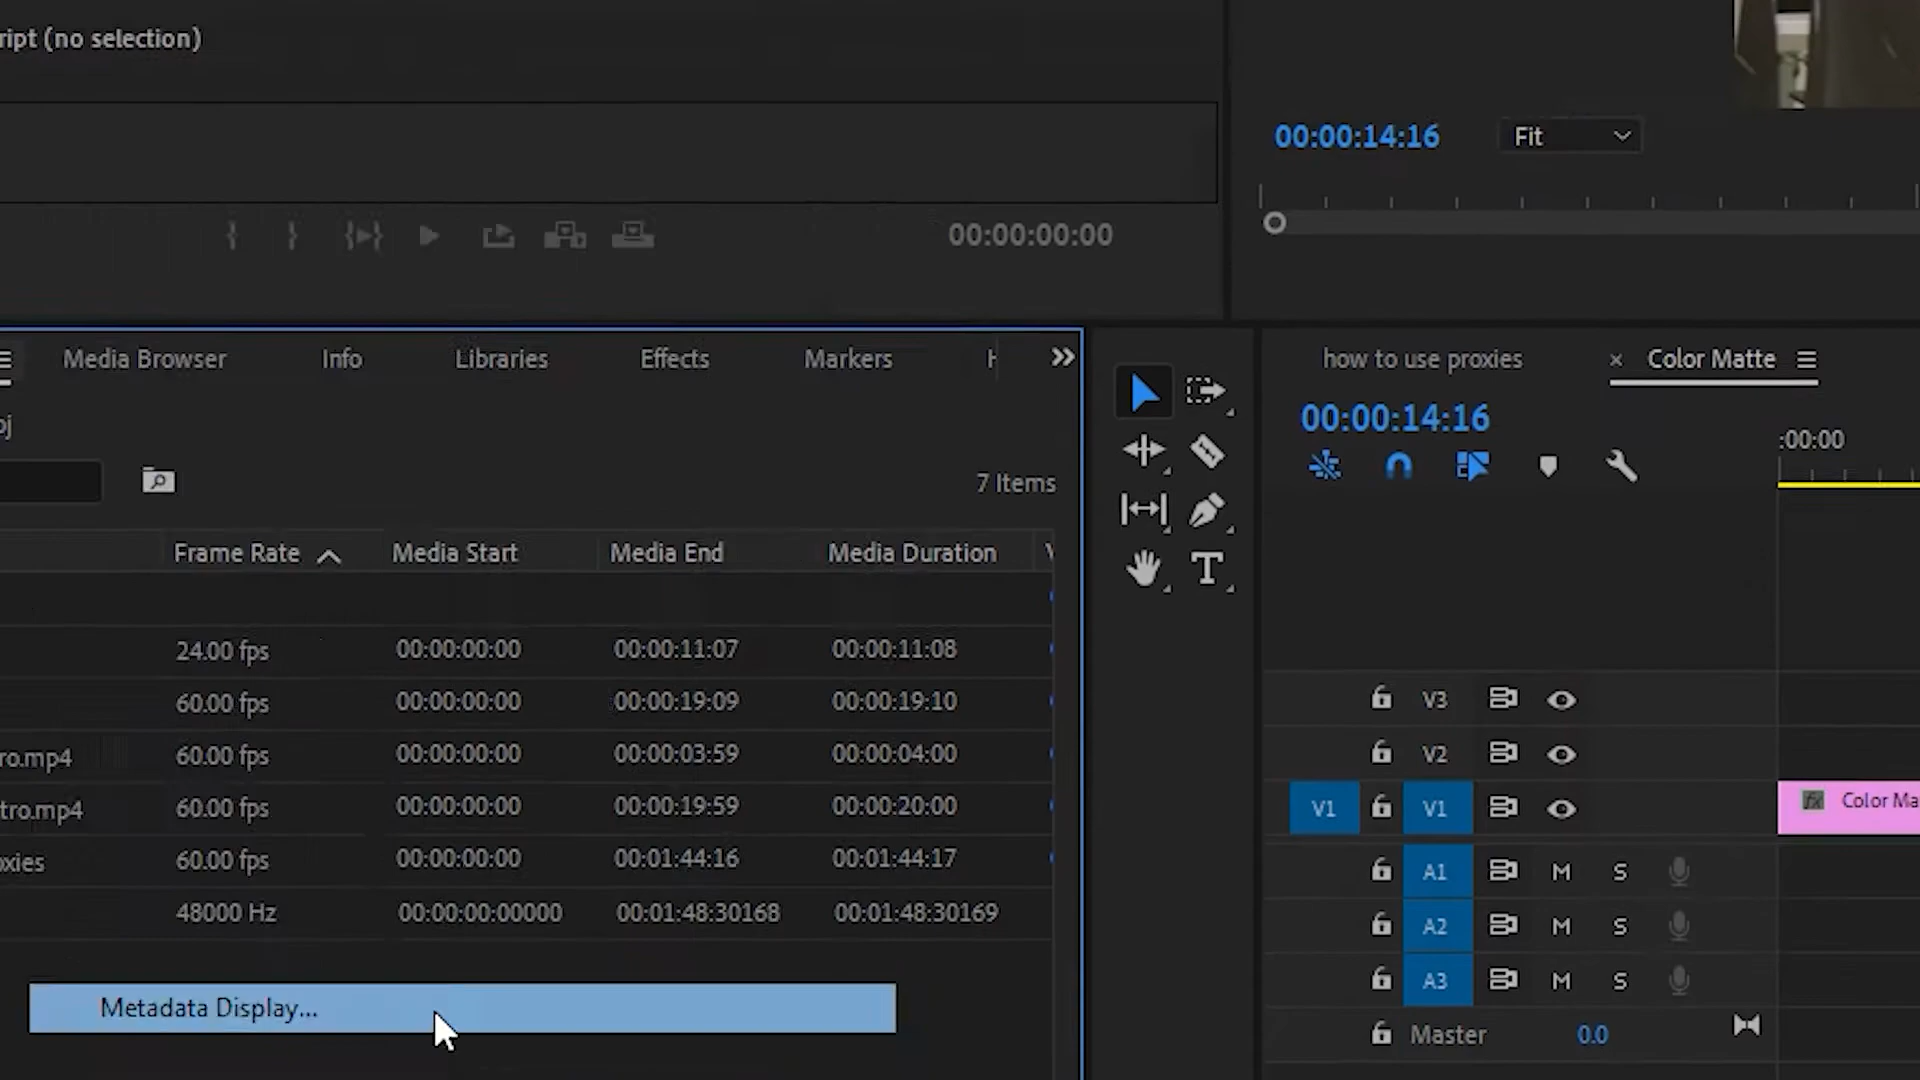 ript (no selection)
00:00:14:16 Fit
00:00:00:00
Media Browser Info Libraries Effects Markers
how to use proxies × Color Matte
00:00:14:16
:00:00
7 Items
Frame Rate Media Start Media End Media Duration
24.00 fps 00:00:00:00 00:00:11:07 00:00:11:08
60.00 fps 00:00:00:00 00:00:19:09 00:00:19:10
ro.mp4 60.00 fps 00:00:00:00 00:00:03:59 00:00:04:00
tro.mp4 60.00 fps 00:00:00:00 00:00:19:59 00:00:20:00
oxies 60.00 fps 00:00:00:00 00:01:44:16 00:01:44:17
48000 Hz 00:00:00:00000 00:01:48:30168 00:01:48:30169
Metadata Display...
V3
V2
V1 V1
fx Color Ma
A1 M S
A2 M S
A3 M S
Master 0.0